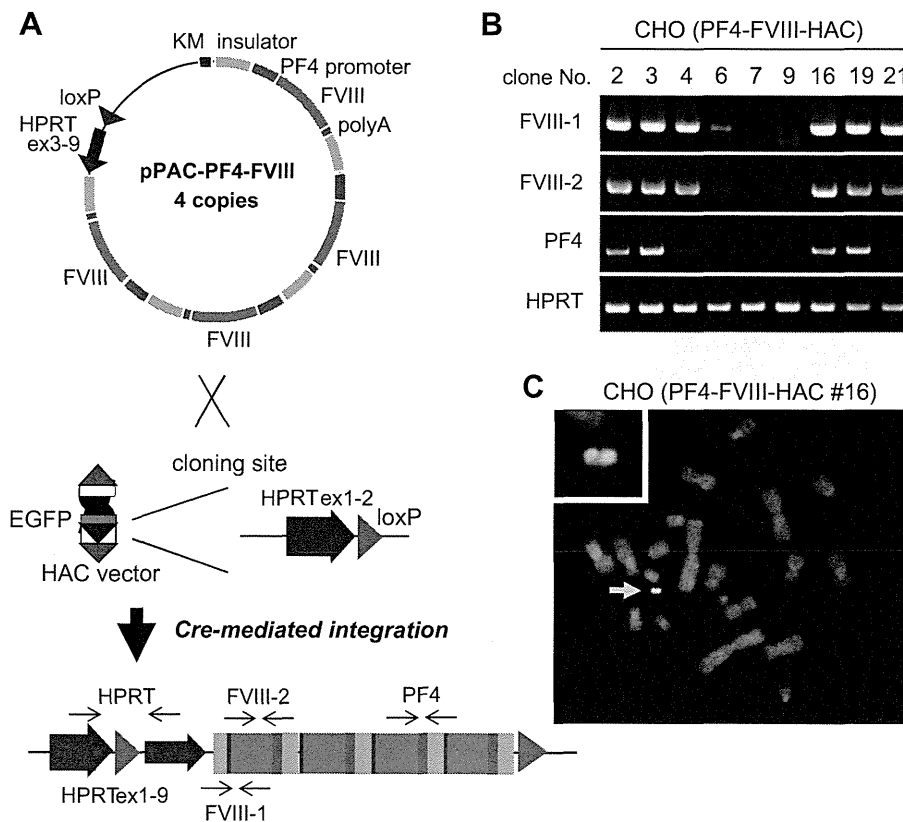 A
KM insulator
PF4 promoter
FVIII
loxP
polyA
HPRT
ex3-9
pPAC-PF4-FVIII
4 copies
FVIII
FVIII
FVIII
cloning site
HPRTex1-2
loxP
EGFP
HAC vector
Cre-mediated integration
HPRT
FVIII-2
PF4
HPRTex1-9
FVIII-1
B
CHO (PF4-FVIII-HAC)
clone No. 2 3 4 6 7 9 16 19 21
FVIII-1
FVIII-2
PF4
HPRT
C
CHO (PF4-FVIII-HAC #16)